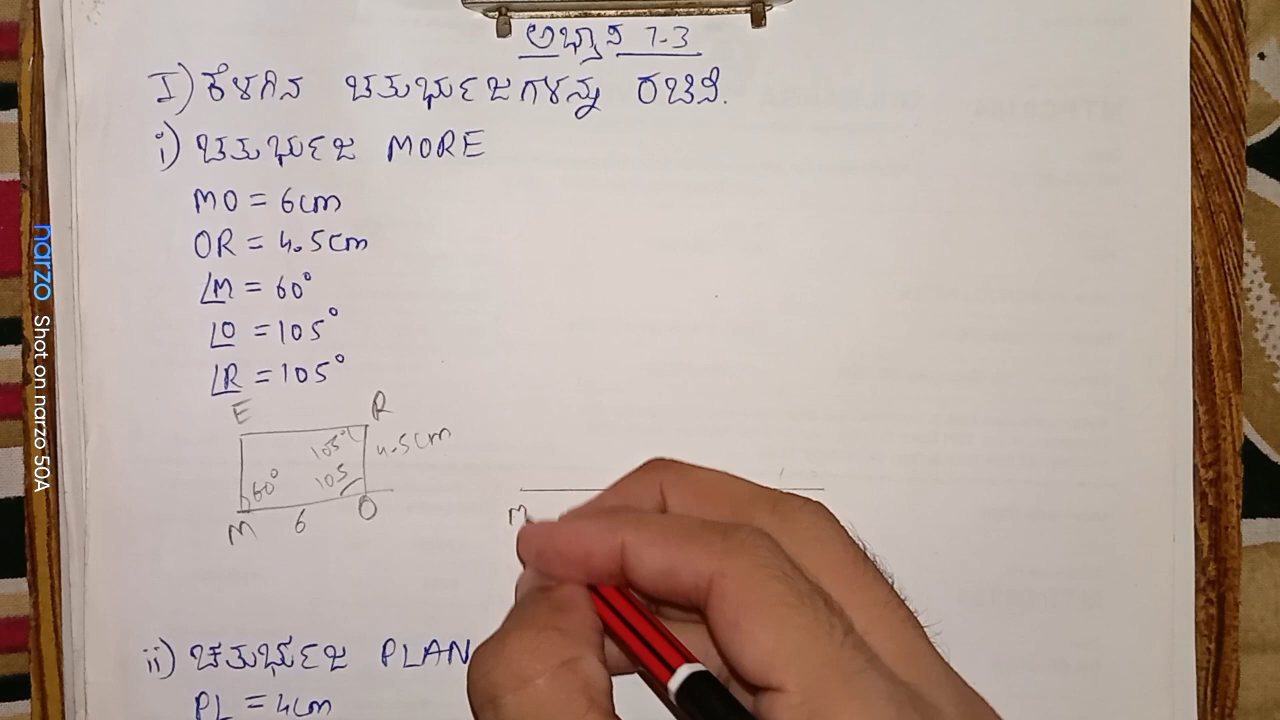 ಅಭ್ಯಾಸ 7.3
I) ಕೆಳಗಿನ ಚತುರ್ಭುಜಗಳನ್ನು ರಚಿಸಿ.
i) ಚತುರ್ಭುಜ MORE
MO = 6cm
OR = 4.5cm
∠M = 60°
∠O = 105°
∠R = 105°
E R
105° 4.5cm
60° 105
M 6 O
M
ii) ಚತುರ್ಭುಜ PLAN
PL = 4cm
narzo Shot on narzo 50A